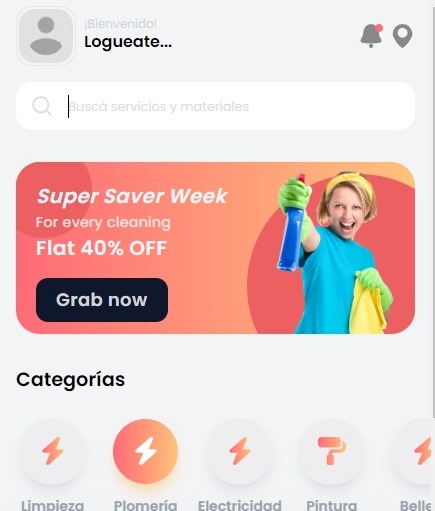 ¡Bienvenido!
Logueate...
Buscá servicios y materiales
Super Saver Week
For every cleaning
Flat 40% OFF
Grab now
Categorías
Limpieza Plomería Electricidad Pintura Belle